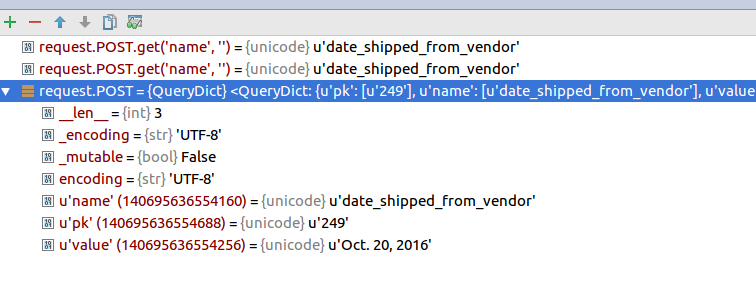 request.POST.get('name', '') = {unicode} u'date_shipped_from_vendor'
request.POST.get('name', '') = {unicode} u'date_shipped_from_vendor'
request.POST = {QueryDict} <QueryDict: {u'pk': [u'249'], u'name': [u'date_shipped_from_vendor'], u'value
__len__ = {int} 3
_encoding = {str} 'UTF-8'
_mutable = {bool} False
encoding = {str} 'UTF-8'
u'name' (140695636554160) = {unicode} u'date_shipped_from_vendor'
u'pk' (140695636554688) = {unicode} u'249'
u'value' (140695636554256) = {unicode} u'Oct. 20, 2016'